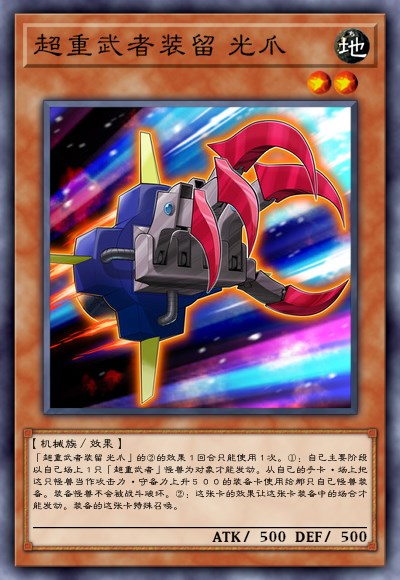 超重武者装留 光爪
地
【机械族／效果】
「超重武者装留 光爪」的②的效果1回合只能使用1次。①：自己主要阶段
以自己场上1只「超重武者」怪兽为对象才能发动。从自己的手卡・场上把
这只怪兽当作攻击力・守备力上升500的装备卡使用给那只自己怪兽装
备。装备怪兽不会被战斗破坏。②：这张卡的效果让这张卡装备中的场合才
能发动。装备的这张卡特殊召唤。
ATK/ 500 DEF/ 500